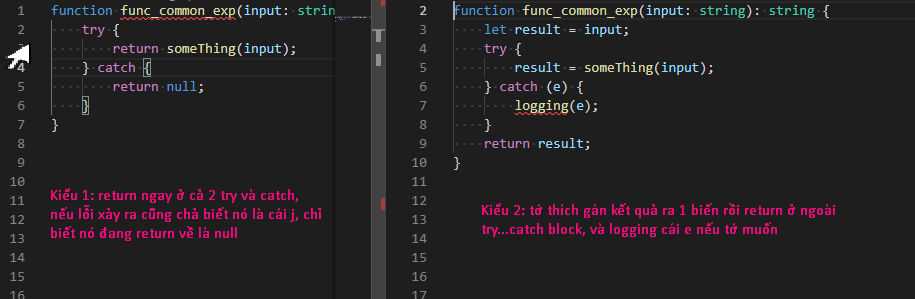 1 function func_common_exp(input: strin
2 try {
return someThing(input);
4 } catch {
5 return null;
6 }
7 }
8
9
10
11
12
13
14
15
16
Kiểu 1: return ngay ở cả 2 try và catch,
nếu lỗi xảy ra cũng chả biết nó là cái j, chỉ
biết nó đang return về là null
2 function func_common_exp(input: string): string {
3 let result = input;
4 try {
5 result = someThing(input);
6 } catch (e) {
7 logging(e);
8 }
9 return result;
10 }
11
12
13
14
15
16
17
Kiểu 2: tớ thích gán kết quả ra 1 biến rồi return ở ngoài
try...catch block, và logging cái e nếu tớ muốn